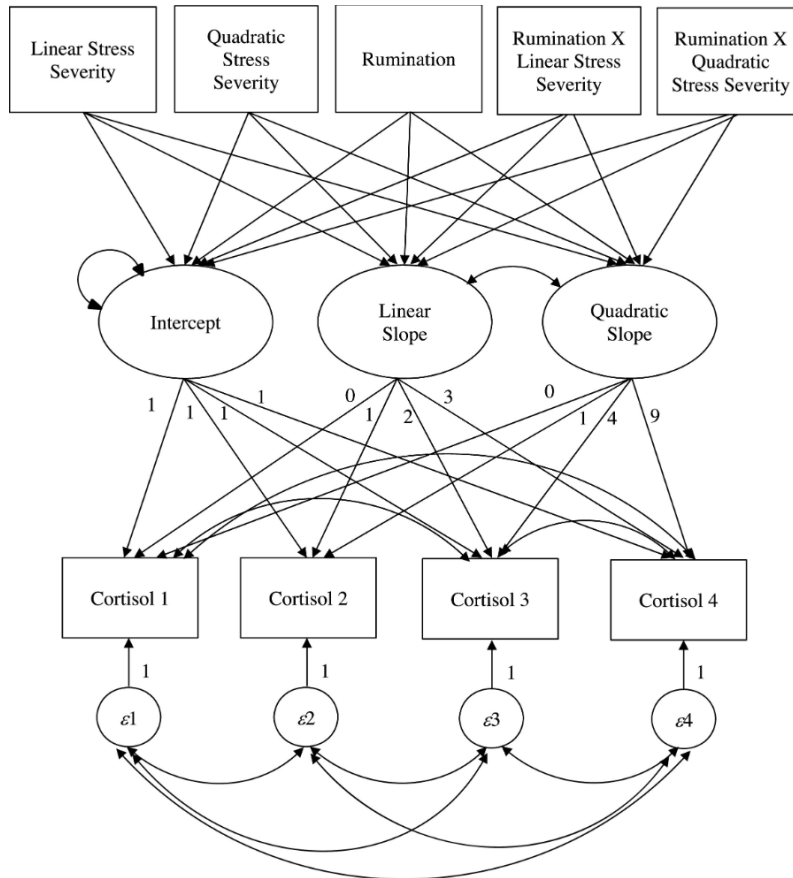 Linear Stress
Severity
Quadratic
Stress
Severity
Rumination
Rumination X
Linear Stress
Severity
Rumination X
Quadratic
Stress Severity
Intercept
Linear
Slope
Quadratic
Slope
1
1
1
1
0
1
2
3
0
1
4
9
Cortisol 1
Cortisol 2
Cortisol 3
Cortisol 4
1
1
1
1
ε1
ε2
ε3
ε4